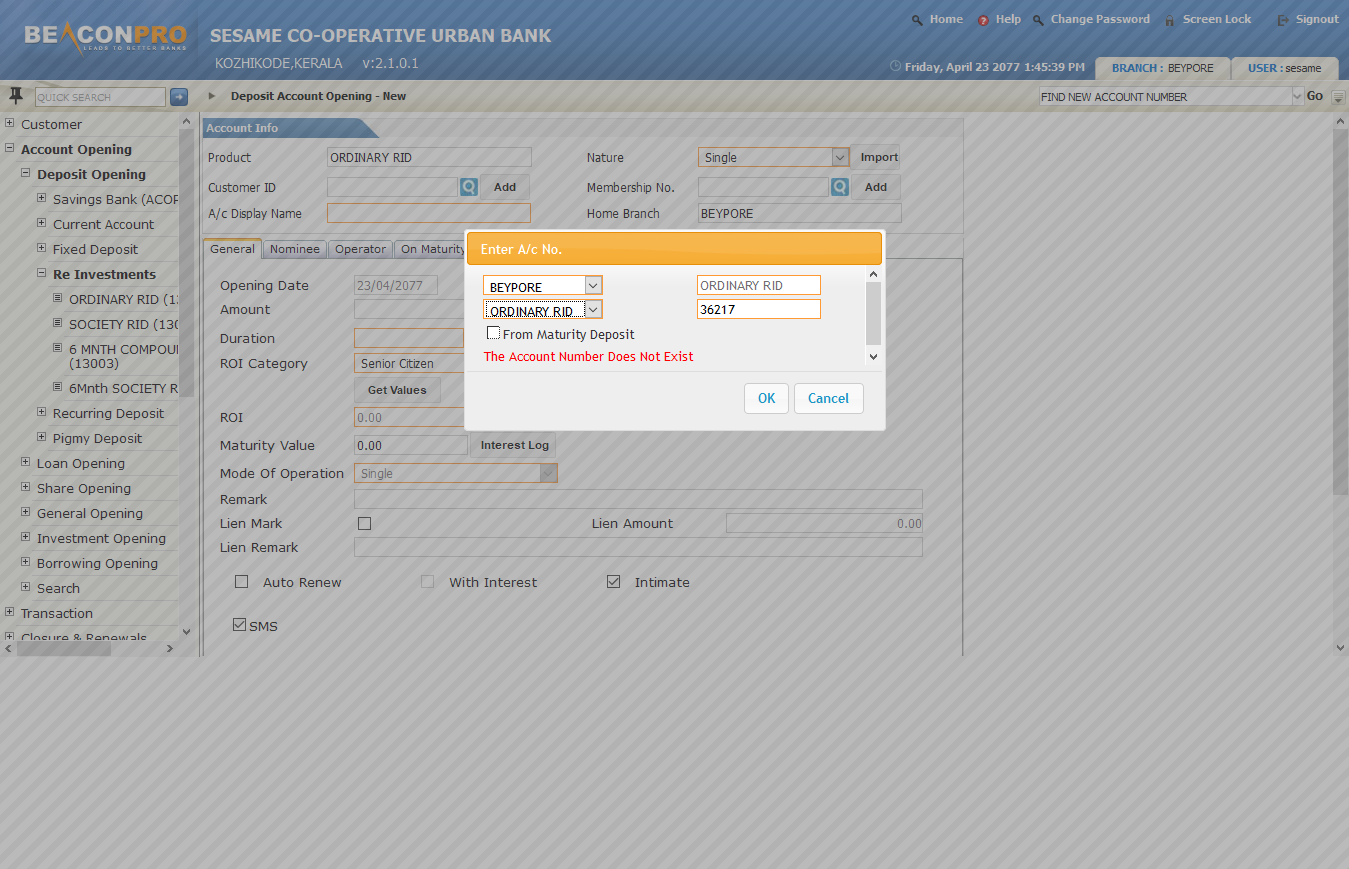 BEACONPRO
LEADS TO BETTER BANKS
SESAME CO-OPERATIVE URBAN BANK
KOZHIKODE,KERALA v:2.1.0.1
Home Help Change Password Screen Lock Signout
Friday, April 23 2077 1:45:39 PM BRANCH : BEYPORE USER : sesame
QUICK SEARCH
Deposit Account Opening - New
FIND NEW ACCOUNT NUMBER Go
Customer
Account Opening
Deposit Opening
Savings Bank (ACOP
Current Account
Fixed Deposit
Re Investments
ORDINARY RID (1
SOCIETY RID (130
6 MNTH COMPOU
(13003)
6Mnth SOCIETY R
Recurring Deposit
Pigmy Deposit
Loan Opening
Share Opening
General Opening
Investment Opening
Borrowing Opening
Search
Transaction
Closure & Renewals
Account Info
Product ORDINARY RID Nature Single Import
Customer ID Add Membership No. Add
A/c Display Name Home Branch BEYPORE
General Nominee Operator On Maturity
Opening Date 23/04/2077
Amount
Duration
ROI Category Senior Citizen
Get Values
ROI 0.00
Maturity Value 0.00 Interest Log
Mode Of Operation Single
Remark
Lien Mark Lien Amount 0.00
Lien Remark
Auto Renew With Interest Intimate
SMS
Enter A/c No.
BEYPORE ORDINARY RID
ORDINARY RID 36217
From Maturity Deposit
The Account Number Does Not Exist
OK Cancel